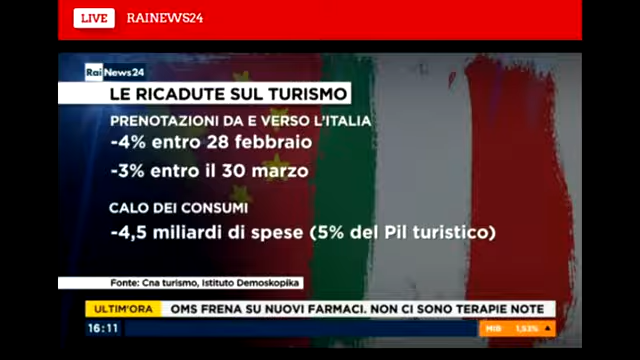 LIVE RAINEWS24
Rai News24
LE RICADUTE SUL TURISMO
PRENOTAZIONI DA E VERSO L'ITALIA
-4% entro 28 febbraio
-3% entro il 30 marzo
CALO DEI CONSUMI
-4,5 miliardi di spese (5% del Pil turistico)
Fonte: Cna turismo, Istituto Demoskopika
ULTIM'ORA OMS FRENA SU NUOVI FARMACI. NON CI SONO TERAPIE NOTE
16:11 MIB 1,53%